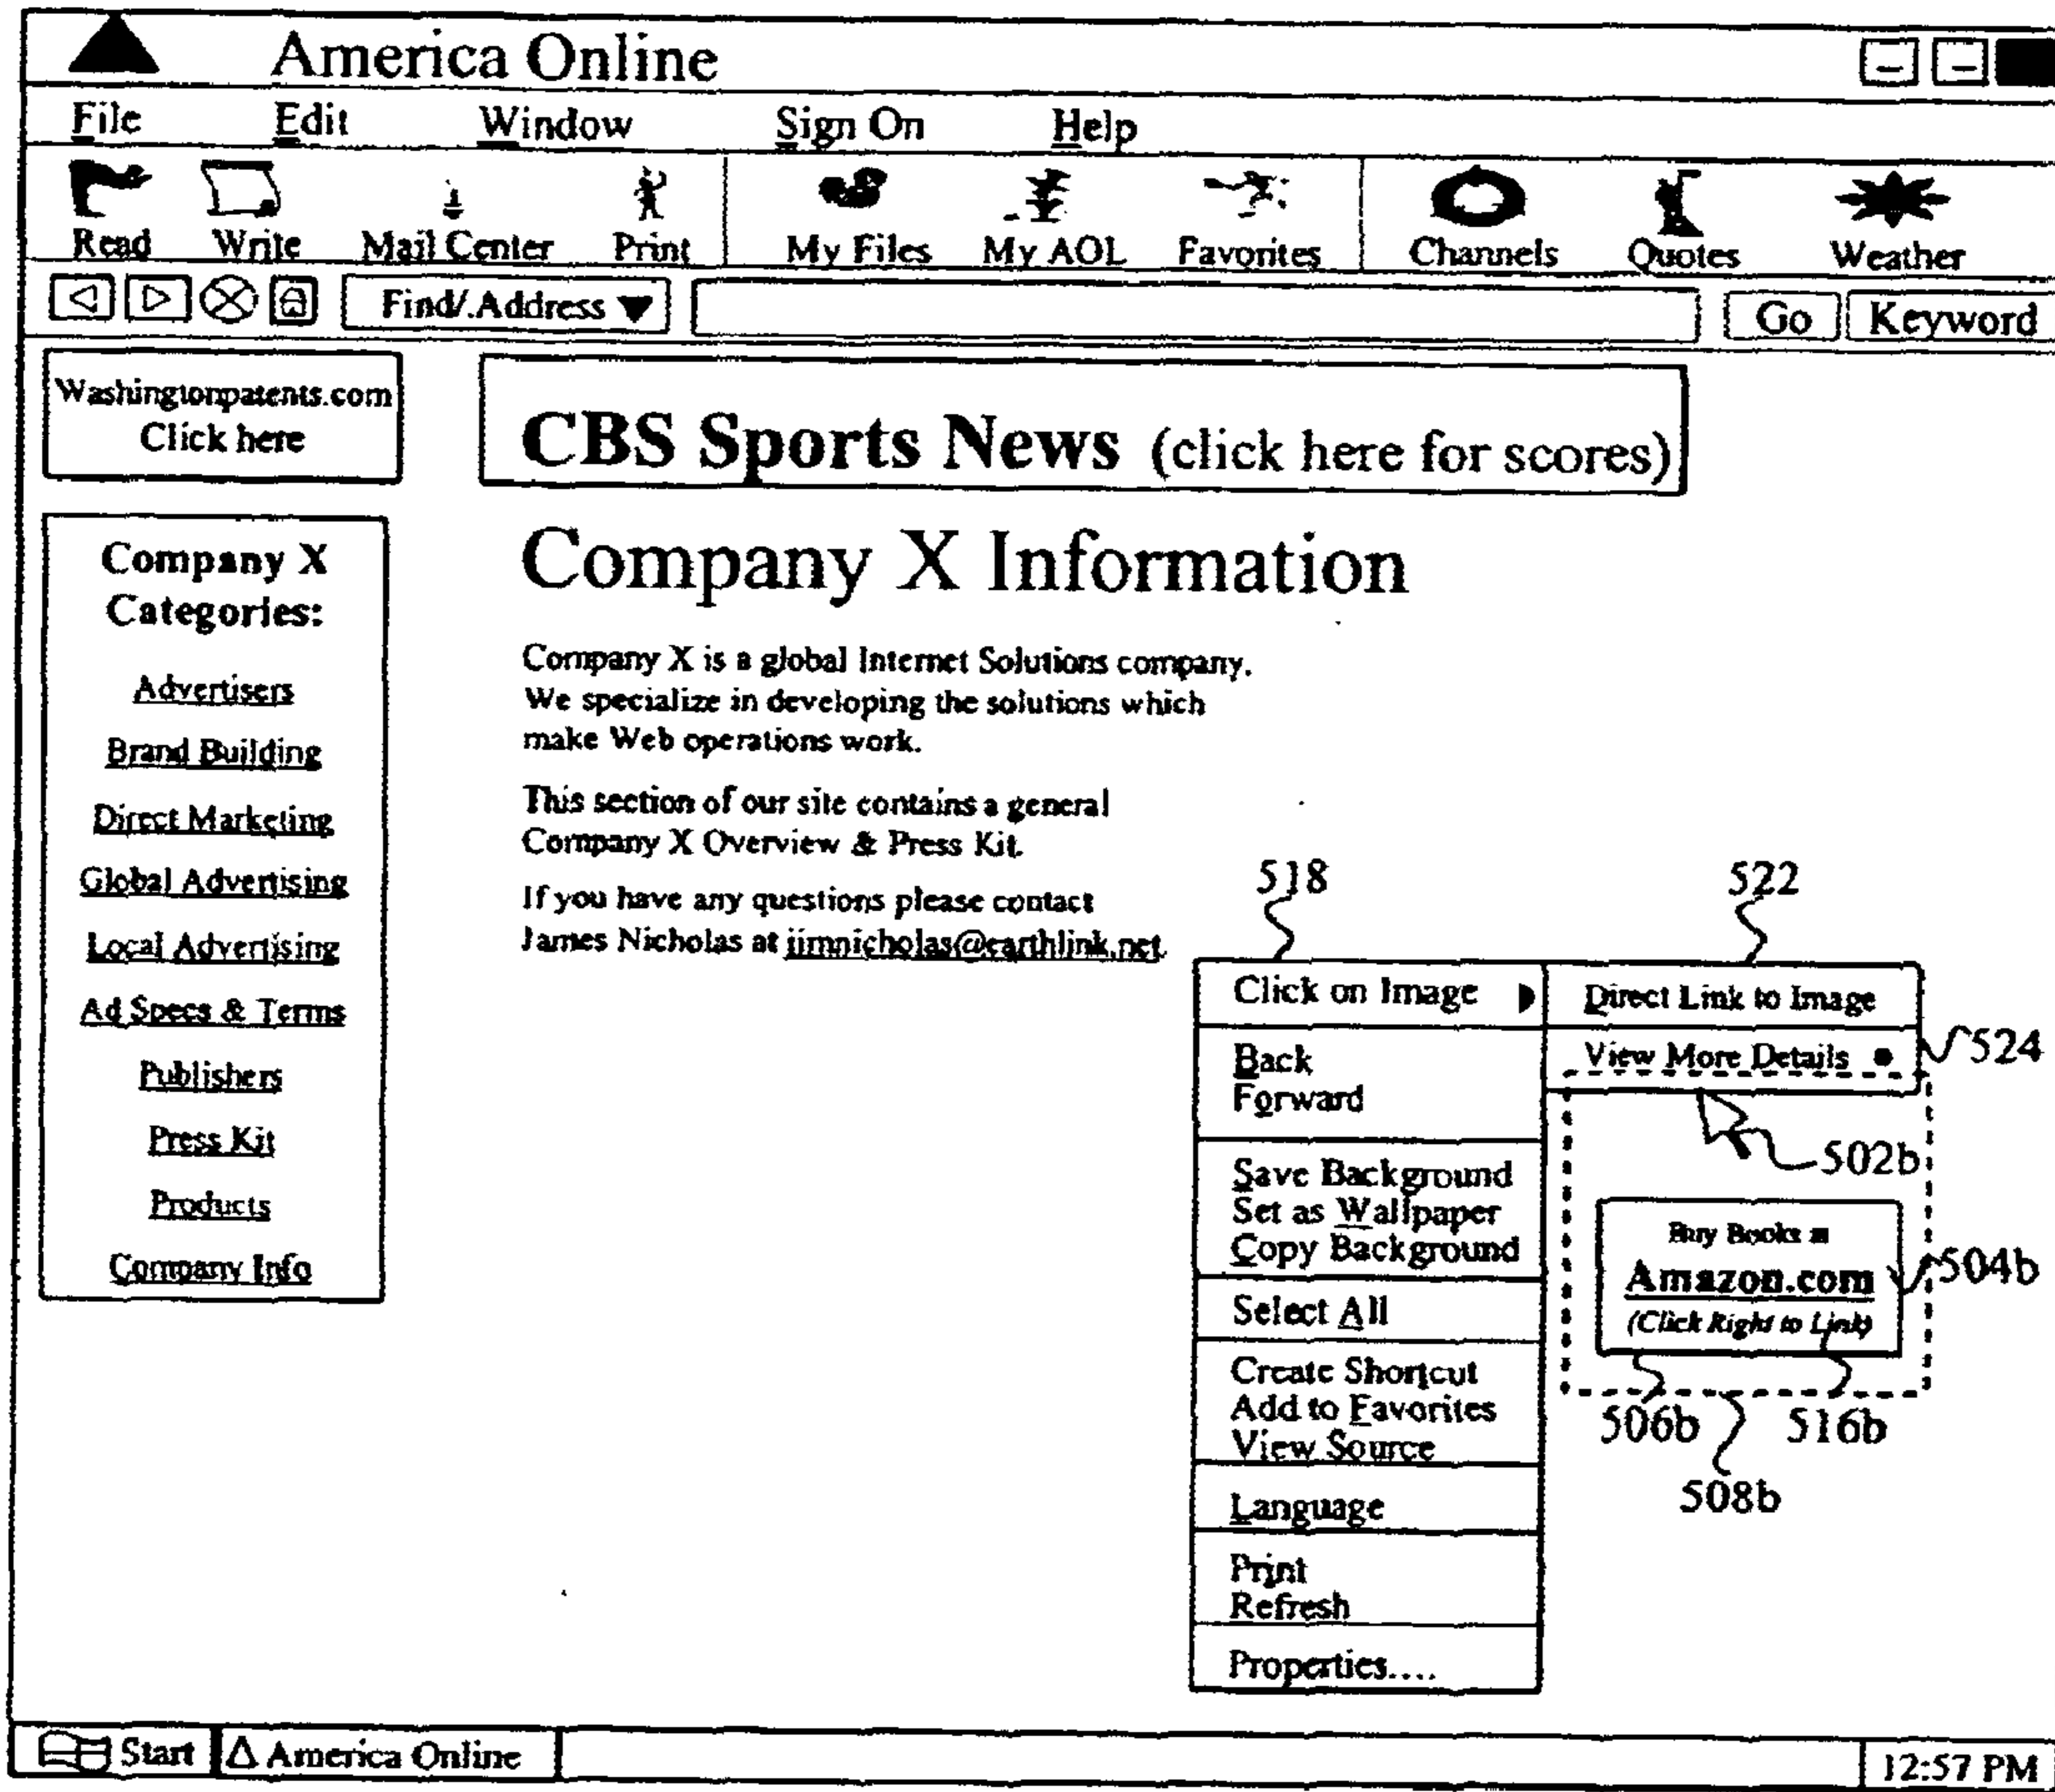 America Online
File Edit Window Sign On Help
Read Write Mail Center Print My Files My AOL Favorites Channels Quotes Weather
Find/.Address Go Keyword
Washingtonpatents.com
Click here
CBS Sports News (click here for scores)
Company X
Categories:
Advertisers
Brand Building
Direct Marketing
Global Advertising
Local Advertising
Ad Specs & Terms
Publishers
Press Kit
Products
Company Info
Company X Information
Company X is a global Internet Solutions company.
We specialize in developing the solutions which
make Web operations work.
This section of our site contains a general
Company X Overview & Press Kit.
If you have any questions please contact
James Nicholas at jimnicholas@earthlink.net.
518
522
Click on Image
Back
Forward
Save Background
Set as Wallpaper
Copy Background
Select All
Create Shortcut
Add to Favorites
View Source
Language
Print
Refresh
Properties....
Direct Link to Image
View More Details
524
502b
Buy Books at
Amazon.com
(Click Right to Link)
504b
506b
516b
508b
Start America Online 12:57 PM